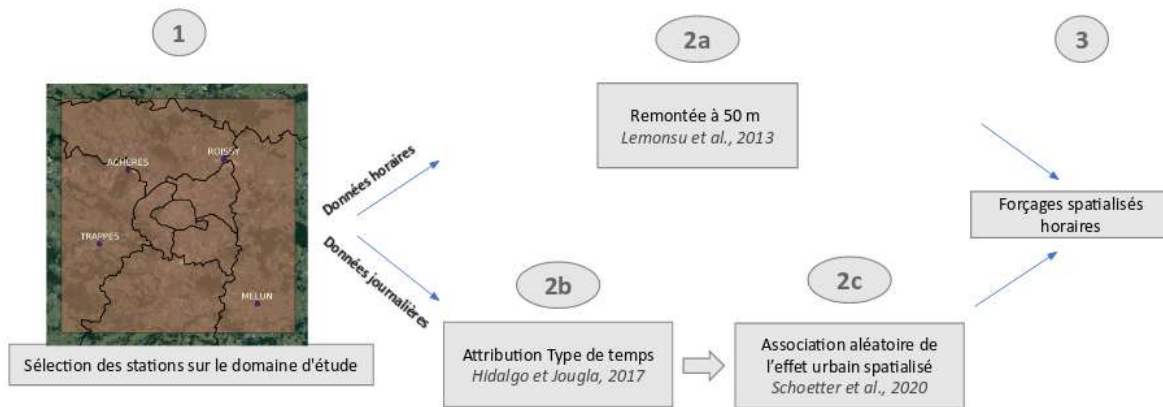 1
ACHERES
ROISSY
TRAPPES
MELUN
Sélection des stations sur le domaine d'étude
Données horaires
Données journalières
2a
Remontée à 50 m
Lemonsu et al., 2013
2b
Attribution Type de temps
Hidalgo et Jougla, 2017
2c
Association aléatoire de
l'effet urbain spatialisé
Schoetter et al., 2020
3
Forçages spatialisés
horaires